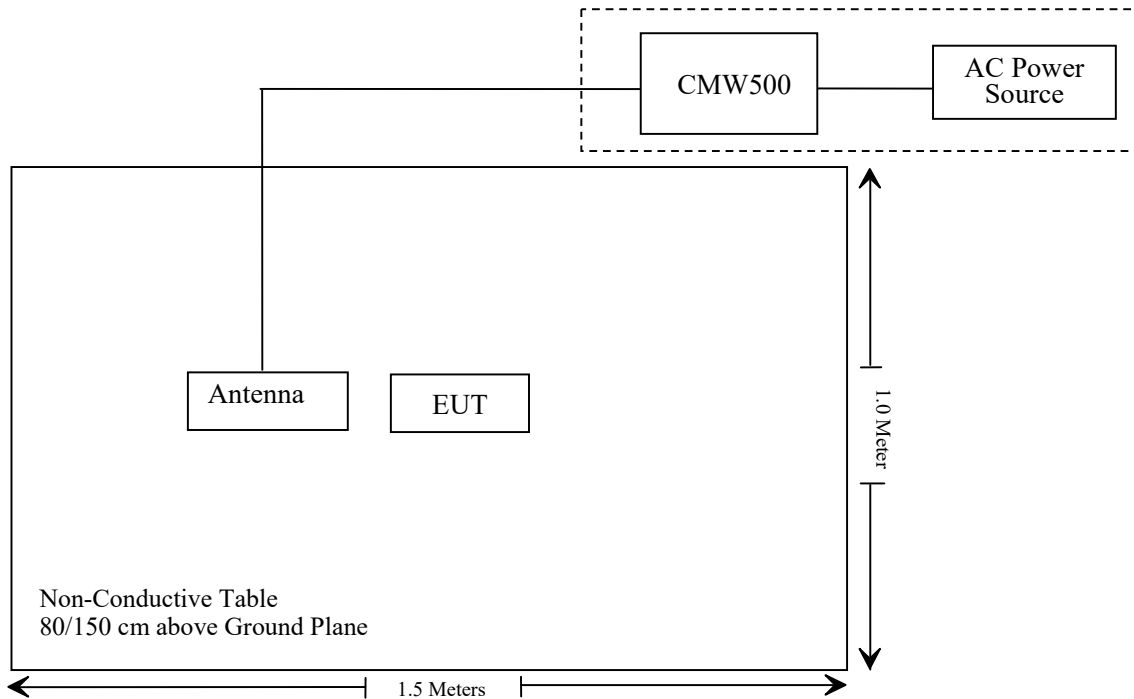 CMW500
AC Power
Source
Antenna
EUT
1.0 Meter
Non-Conductive Table
80/150 cm above Ground Plane
1.5 Meters